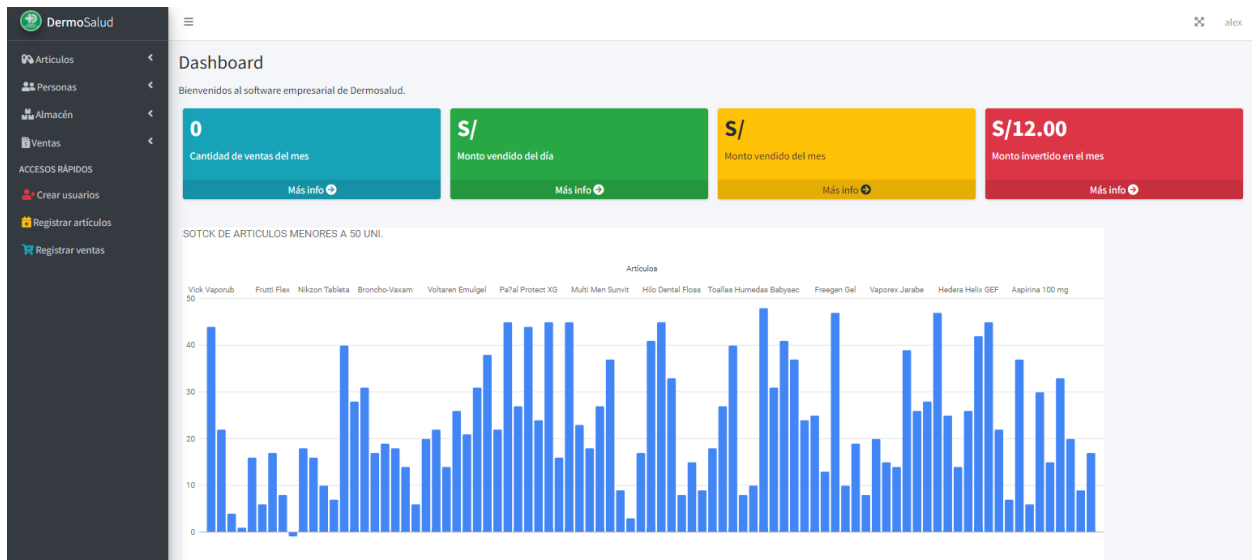 DermoSalud
alex
Artículos
Personas
Almacén
Ventas
ACCESOS RÁPIDOS
Crear usuarios
Registrar artículos
Registrar ventas
Dashboard
Bienvenidos al software empresarial de Dermosalud.
0
Cantidad de ventas del mes
Más info
S/
Monto vendido del día
Más info
S/
Monto vendido del mes
Más info
S/12.00
Monto invertido en el mes
Más info
SOTCK DE ARTICULOS MENORES A 50 UNI.
Artículos
Vick Vaporub Frutti Flex Nikzon Tableta Broncho-Vaxam Voltaren Emulgel Pa?al Protect XG Multi Men Sunvit Hilo Dental Floss Toallas Humedas Babysec Freegen Gel Vaporex Jarabe Hedera Helix GEF Aspirina 100 mg
50
40
30
20
10
0